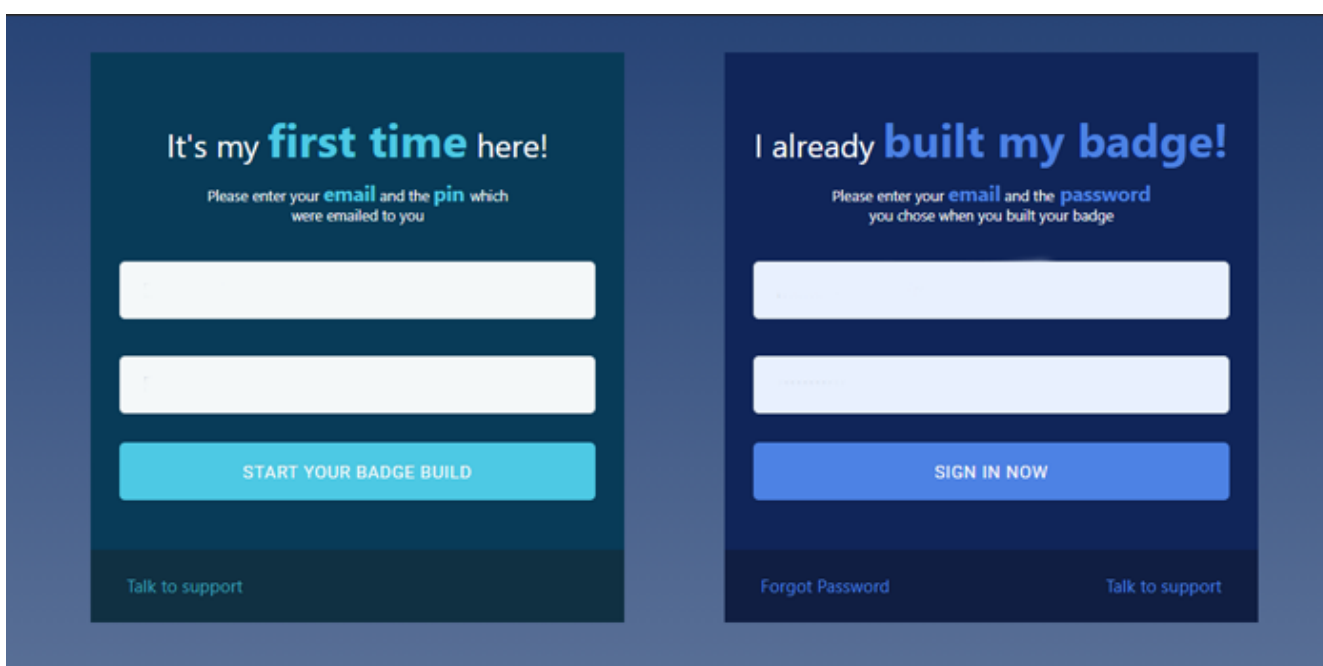 It's my first time here!
Please enter your email and the pin which
were emailed to you
START YOUR BADGE BUILD
Talk to support
I already built my badge!
Please enter your email and the password
you chose when you built your badge
SIGN IN NOW
Forgot Password
Talk to support